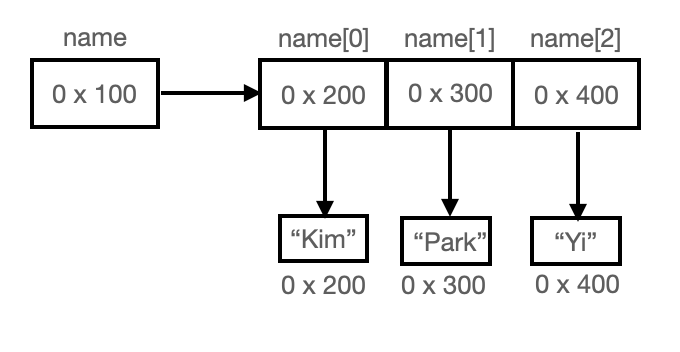 name
name[0] name[1] name[2]
0 x 100
0 x 200 0 x 300 0 x 400
“Kim” “Park” “Yi”
0 x 200 0 x 300 0 x 400